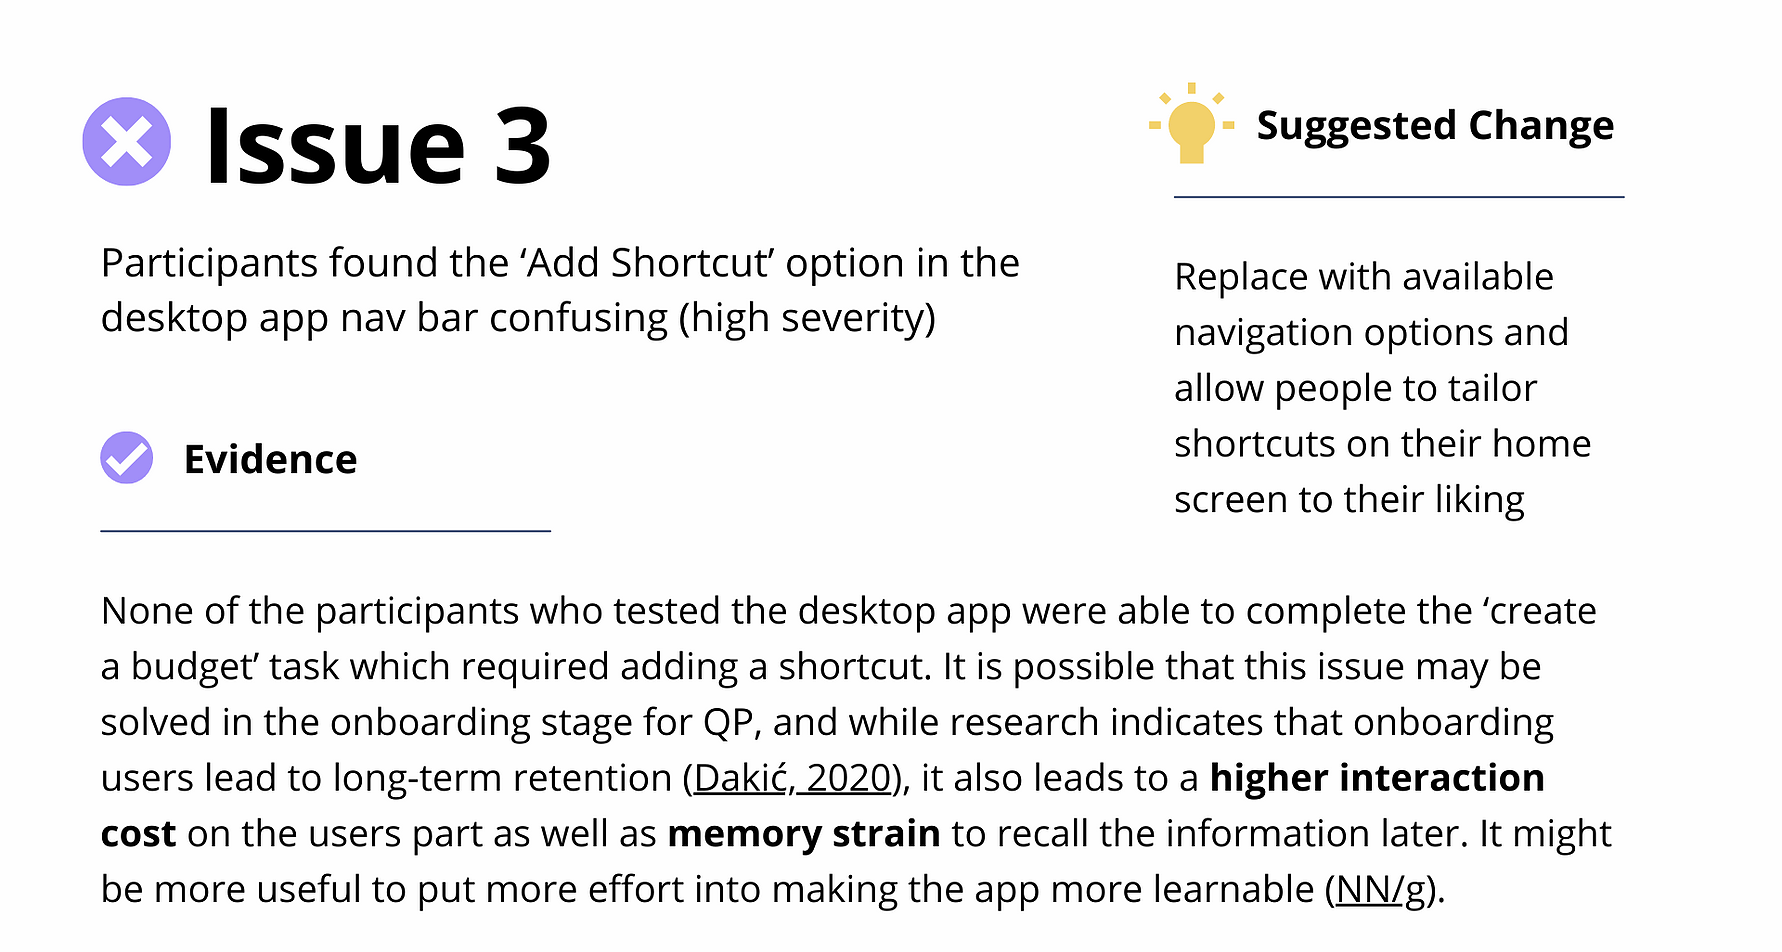 Issue 3
Participants found the ‘Add Shortcut’ option in the
desktop app nav bar confusing (high severity)
Suggested Change
Replace with available
navigation options and
allow people to tailor
shortcuts on their home
screen to their liking
Evidence
None of the participants who tested the desktop app were able to complete the ‘create
a budget’ task which required adding a shortcut. It is possible that this issue may be
solved in the onboarding stage for QP, and while research indicates that onboarding
users lead to long-term retention (Dakić, 2020), it also leads to a higher interaction
cost on the users part as well as memory strain to recall the information later. It might
be more useful to put more effort into making the app more learnable (NN/g).